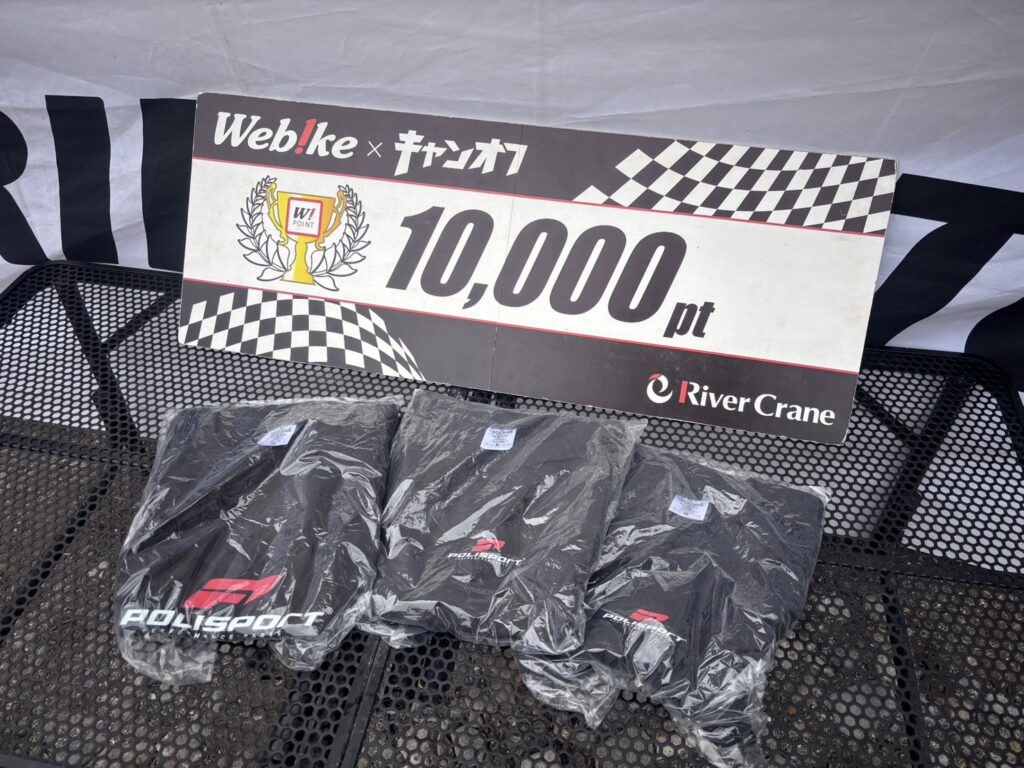 Web!ke × キャンオフ
W!
POINT
10,000pt
River Crane
POLISPORT®
POLISPORT
POLISPORT